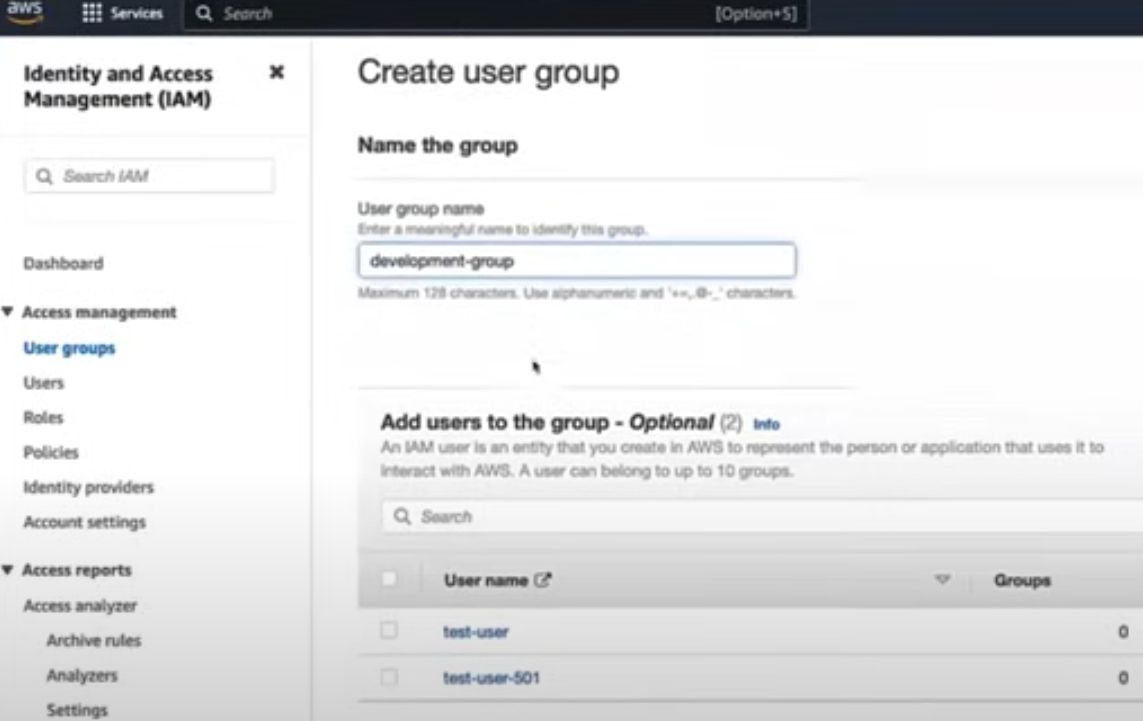 aws
Services
Search
[Option+S]
Identity and Access
Management (IAM)
Search IAM
Dashboard
Access management
User groups
Users
Roles
Policies
Identity providers
Account settings
Access reports
Access analyzer
Archive rules
Analyzers
Settings
Create user group
Name the group
User group name
Enter a meaningful name to identify this group.
development-group
Maximum 128 characters. Use alphanumeric and '+=,.@-_' characters.
Add users to the group - Optional (2) Info
An IAM user is an entity that you create in AWS to represent the person or application that uses it to
interact with AWS. A user can belong to up to 10 groups.
Search
User name
Groups
test-user
0
test-user-501
0